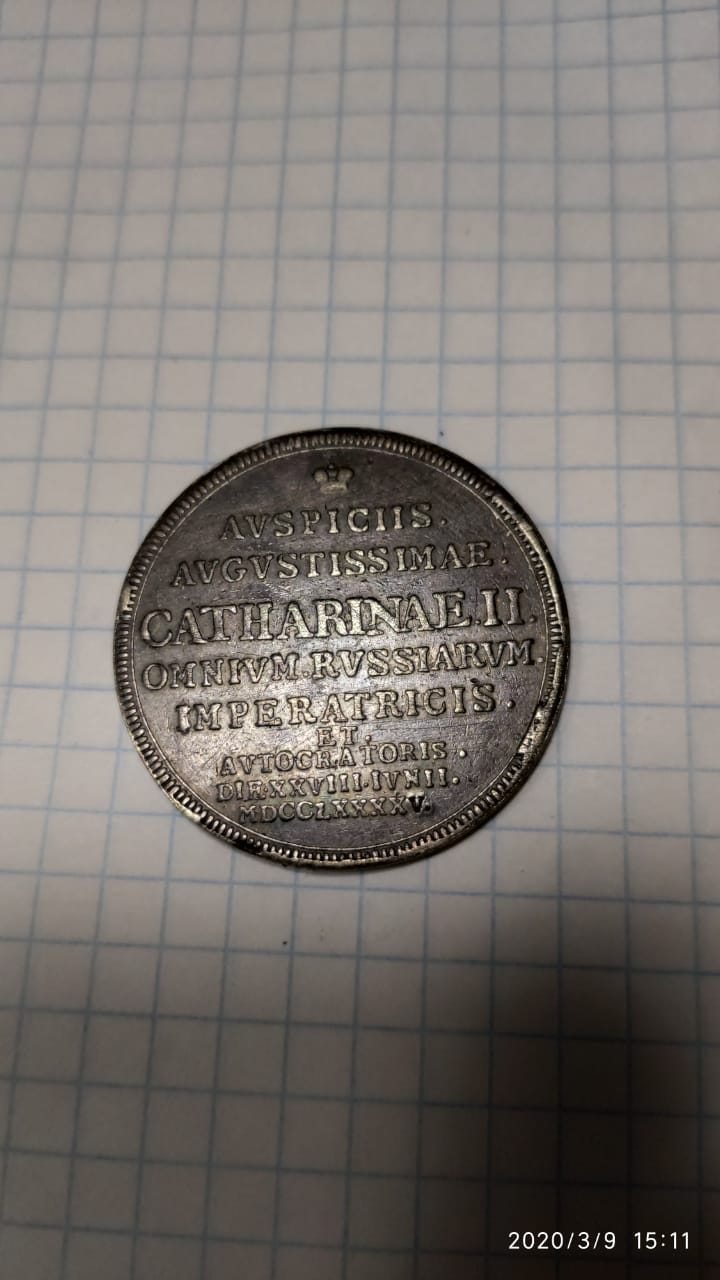 AVSPICIIS.
AVGVSTISSIMAE.
CATHARINAE.II.
OMNIVM.RVSSIARVM.
IMPERATRICIS.
ET.
AVTOCRATORIS.
DIE.XXVIII.IVNII.
MDCCLXXXXV.
2020/3/9 15:11